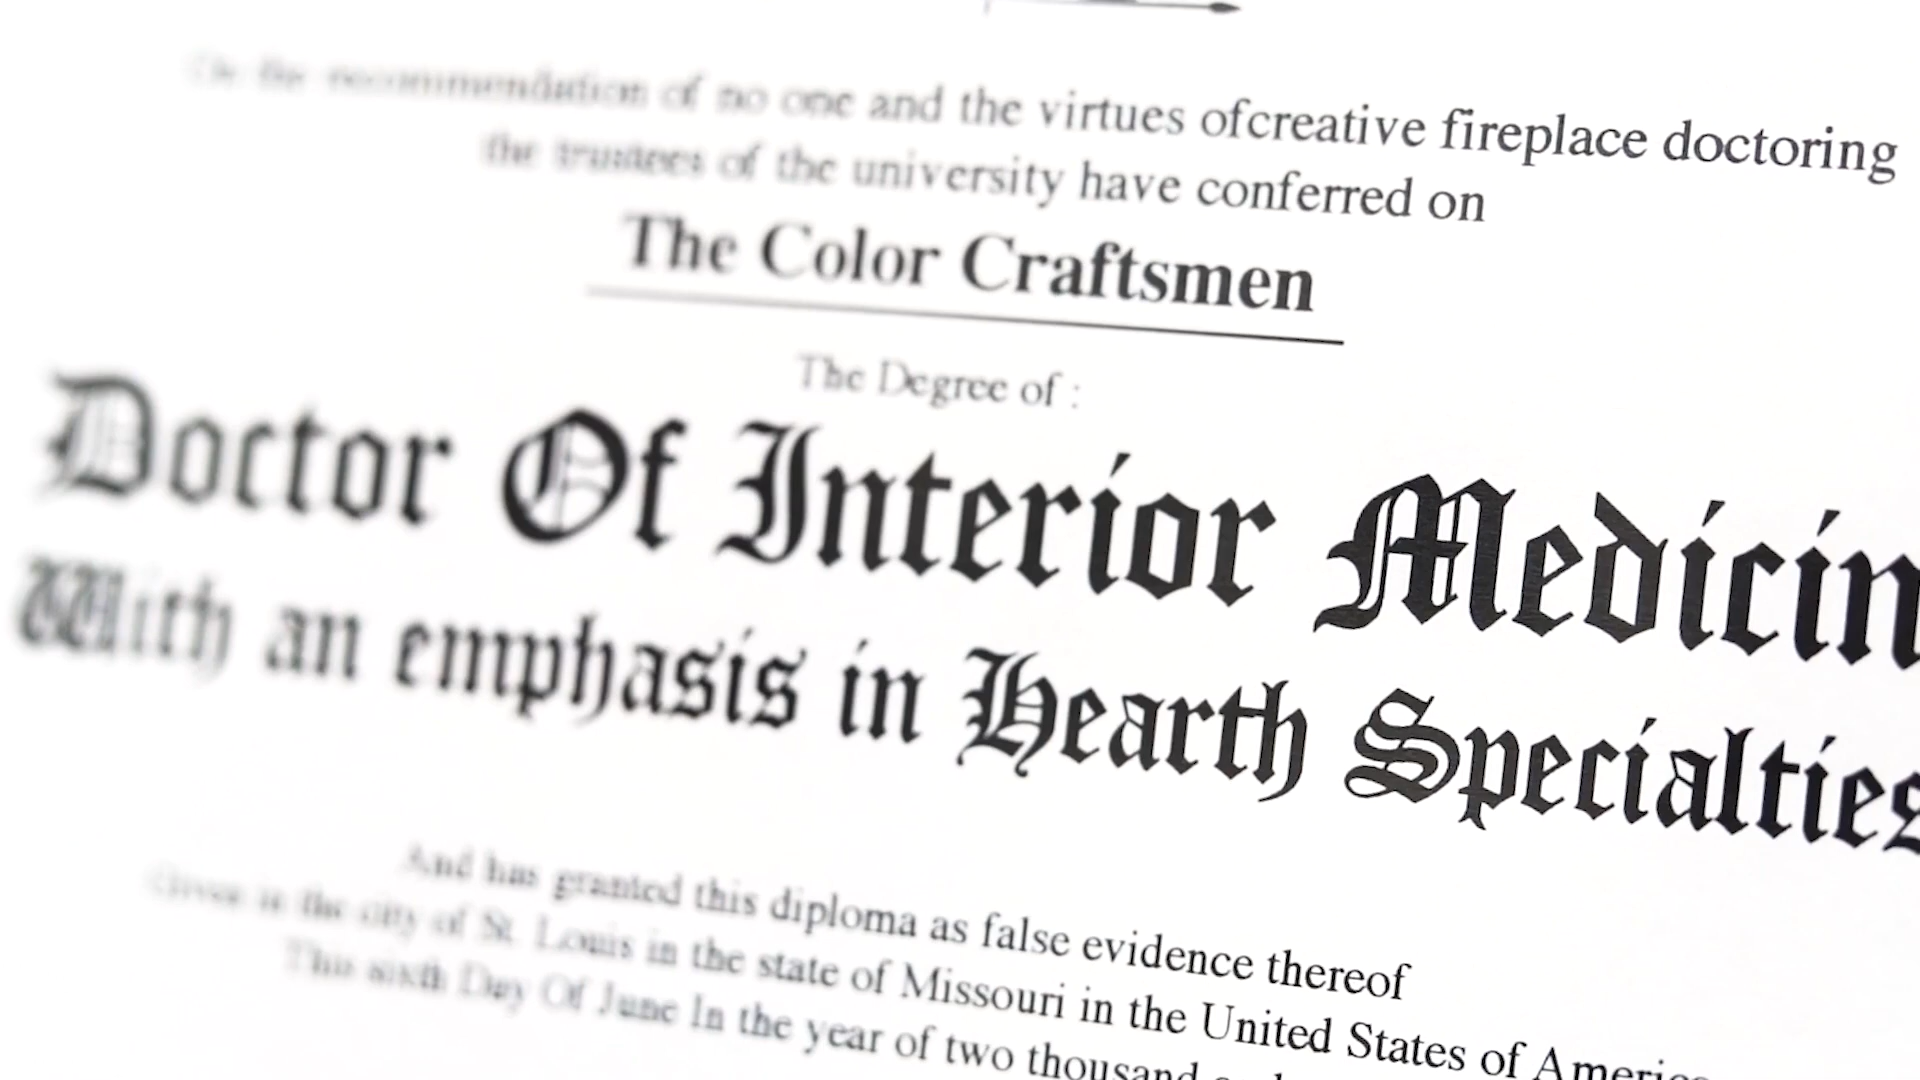 On the recommendation of no one and the virtues ofcreative fireplace doctoring
the trustees of the university have conferred on
The Color Craftsmen
The Degree of :
Doctor Of Interior Medicin
With an emphasis in Hearth Specialties
And has granted this diploma as false evidence thereof
Given in the city of St. Louis in the state of Missouri in the United States of Americ
This sixth Day Of June In the year of two thousand